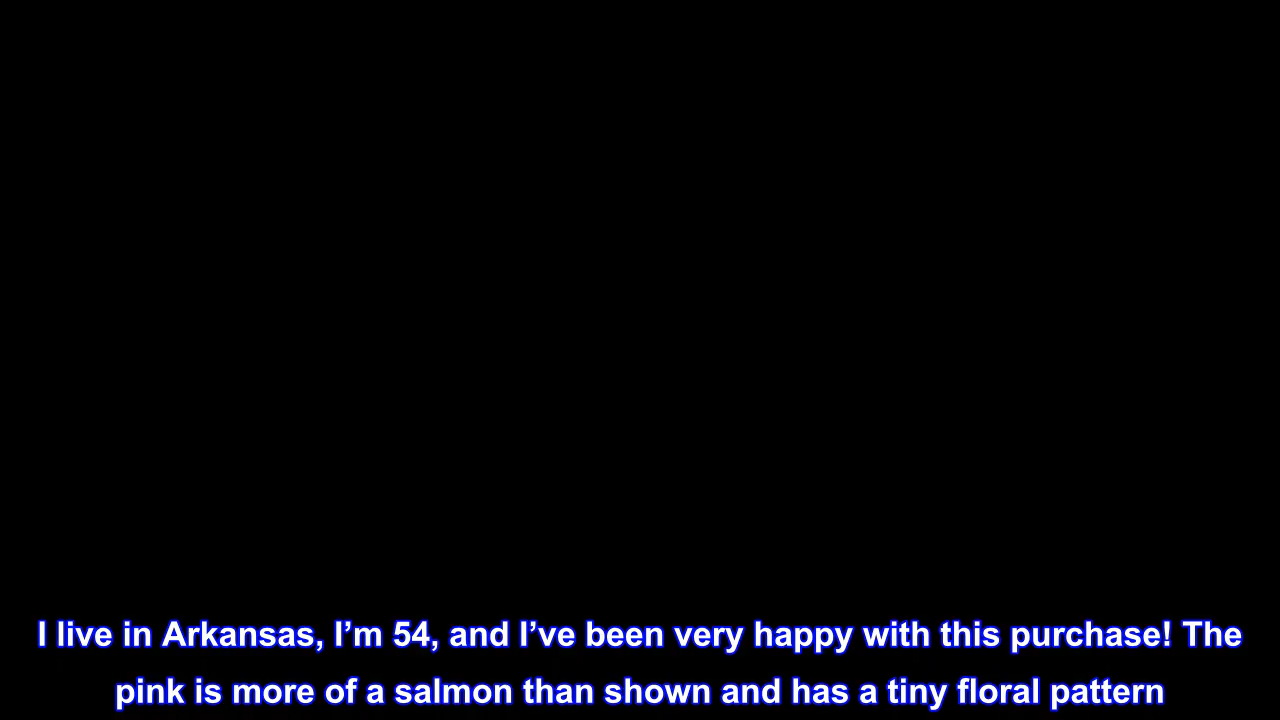 I live in Arkansas, I’m 54, and I’ve been very happy with this purchase! The
pink is more of a salmon than shown and has a tiny floral pattern